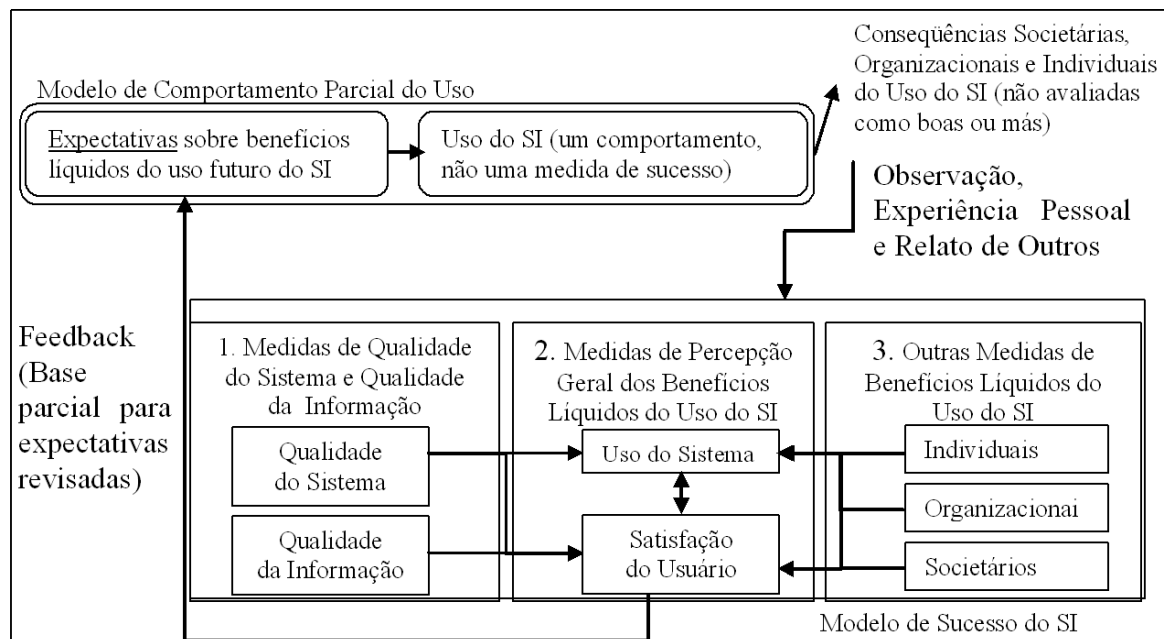 Modelo de Comportamento Parcial do Uso
Expectativas sobre benefícios
líquidos do uso futuro do SI
Uso do SI (um comportamento,
não uma medida de sucesso)
Conseqüências Societárias,
Organizacionais e Individuais
do Uso do SI (não avaliadas
como boas ou más)
Observação,
Experiência Pessoal
e Relato de Outros
Feedback
(Base
parcial para
expectativas
revisadas)
1. Medidas de Qualidade
do Sistema e Qualidade
da Informação
Qualidade
do Sistema
Qualidade
da Informação
2. Medidas de Percepção
Geral dos Benefícios
Líquidos do Uso do SI
Uso do Sistema
Satisfação
do Usuário
3. Outras Medidas de
Benefícios Líquidos do
Uso do SI
Individuais
Organizacionai
Societários
Modelo de Sucesso do SI